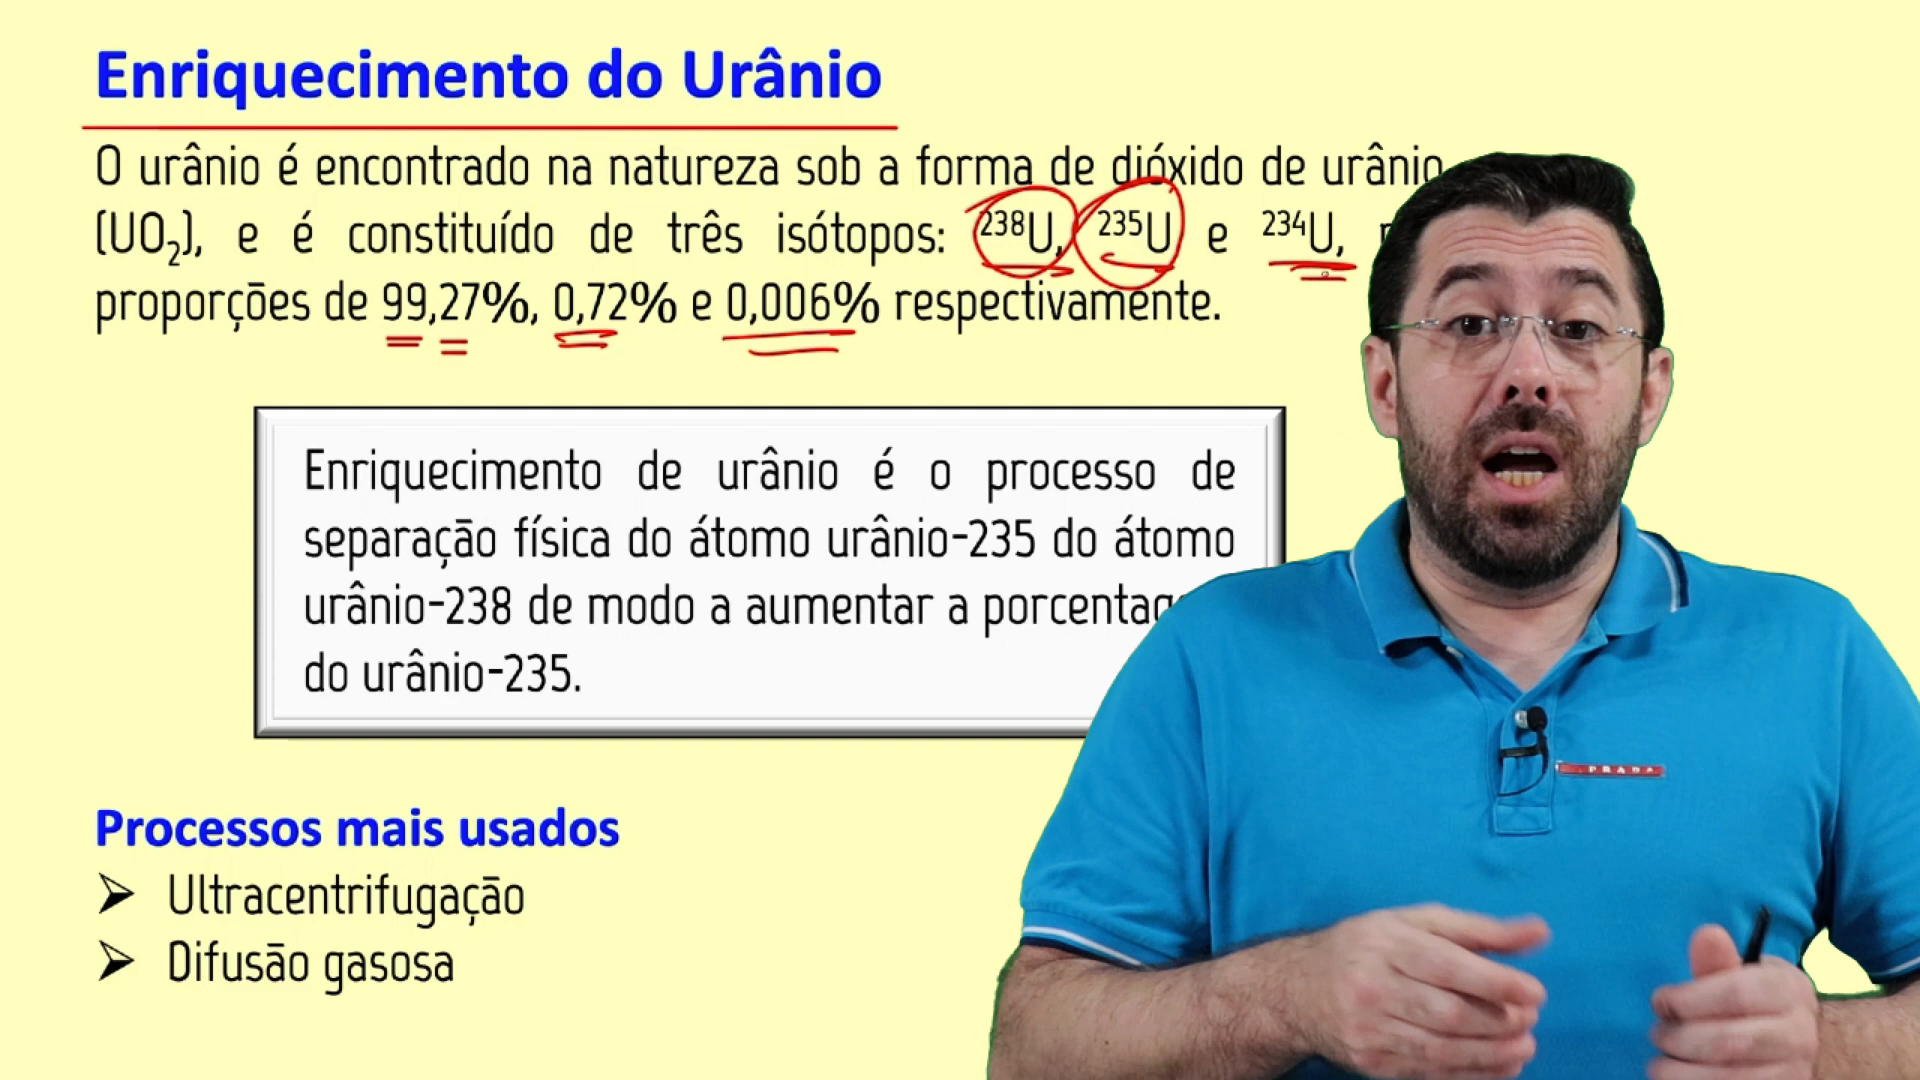 Enriquecimento do Urânio
O urânio é encontrado na natureza sob a forma de dióxido de urânio
(UO₂), e é constituído de três isótopos: ²³⁸U, ²³⁵U e ²³⁴U,
proporções de 99,27%, 0,72% e 0,006% respectivamente.
Enriquecimento de urânio é o processo de
separação física do átomo urânio-235 do átomo
urânio-238 de modo a aumentar a
do urânio-235.
Processos mais usados
➢ Ultracentrifugação
➢ Difusão gasosa
PRADA